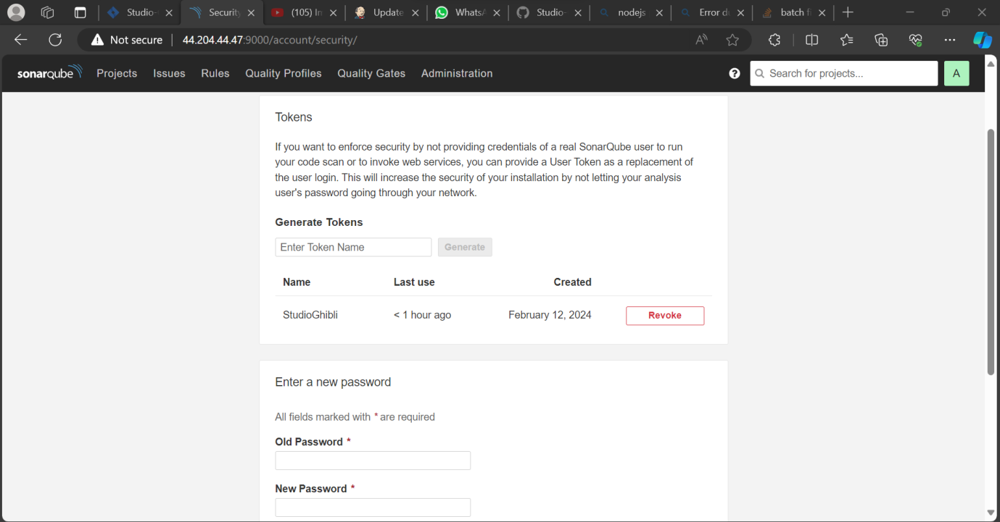 Studio-
Security
(105) In
Update
WhatsA
Studio-
nodejs
Error du
batch fi
Not secure
44.204.44.47:9000/account/security/
sonarqube
Projects
Issues
Rules
Quality Profiles
Quality Gates
Administration
?
Search for projects...
A
Tokens
If you want to enforce security by not providing credentials of a real SonarQube user to run
your code scan or to invoke web services, you can provide a User Token as a replacement of
the user login. This will increase the security of your installation by not letting your analysis
user's password going through your network.
Generate Tokens
Enter Token Name
Generate
Name Last use Created
StudioGhibli < 1 hour ago February 12, 2024 Revoke
Enter a new password
All fields marked with * are required
Old Password *
New Password *